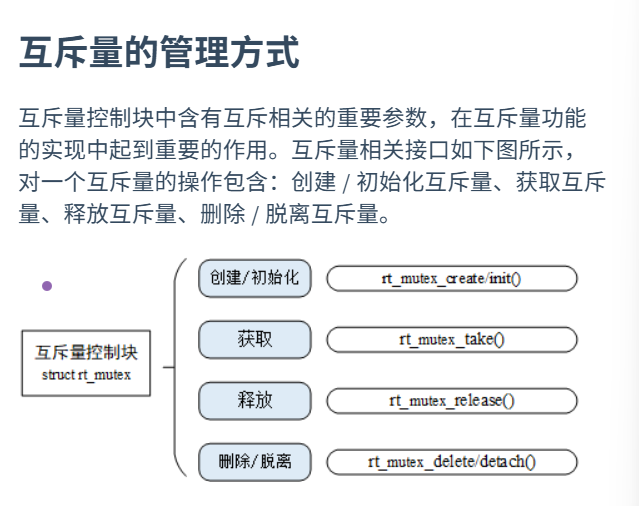 互斥量的管理方式
互斥量控制块中含有互斥相关的重要参数，在互斥量功能
的实现中起到重要的作用。互斥量相关接口如下图所示，
对一个互斥量的操作包含：创建 / 初始化互斥量、获取互斥
量、释放互斥量、删除 / 脱离互斥量。
互斥量控制块
struct rt_mutex
创建/初始化
rt_mutex_create/init()
获取
rt_mutex_take()
释放
rt_mutex_release()
删除/脱离
rt_mutex_delete/detach()